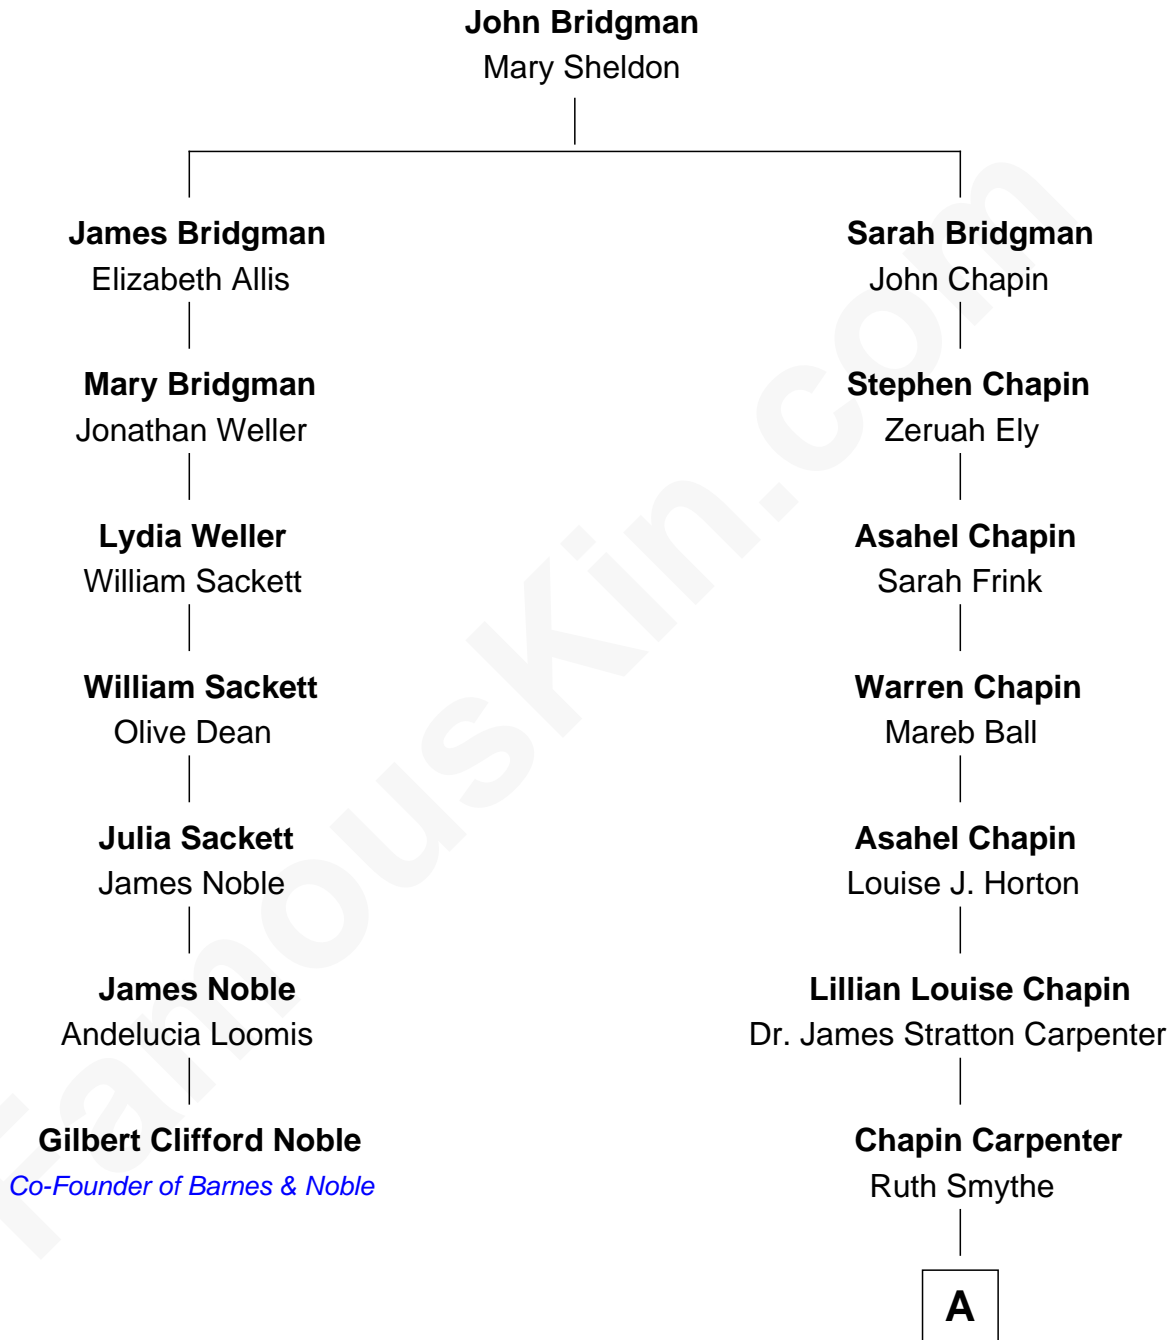 John Bridgman
Mary Sheldon
James Bridgman
Elizabeth Allis
Mary Bridgman
Jonathan Weller
Lydia Weller
William Sackett
William Sackett
Olive Dean
Julia Sackett
James Noble
James Noble
Andelucia Loomis
Gilbert Clifford Noble
Co-Founder of Barnes & Noble
Sarah Bridgman
John Chapin
Stephen Chapin
Zeruah Ely
Asahel Chapin
Sarah Frink
Warren Chapin
Mareb Ball
Asahel Chapin
Louise J. Horton
Lillian Louise Chapin
Dr. James Stratton Carpenter
Chapin Carpenter
Ruth Smythe
A
FamousKin.com